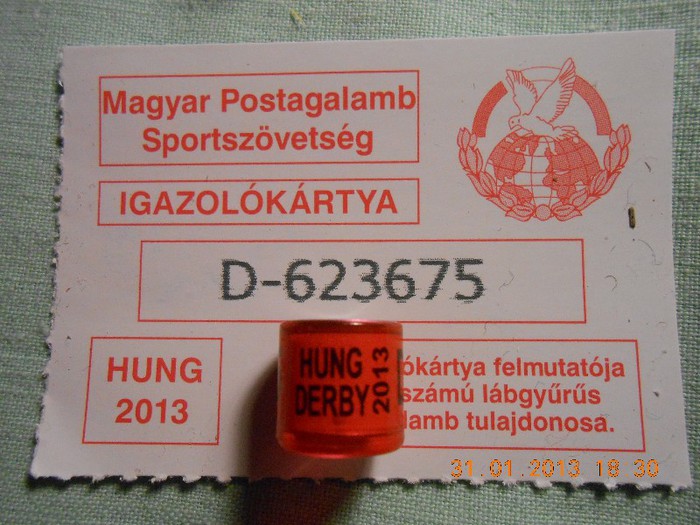 Magyar Postagalamb
Sportszövetség
IGAZOLÓKÁRTYA
D-623675
HUNG
2013
HUNG
DERBY
2013
ókártya felmutatója
számú lábgyűrűs
lamb tulajdonosa.
31.01.2013 18 30